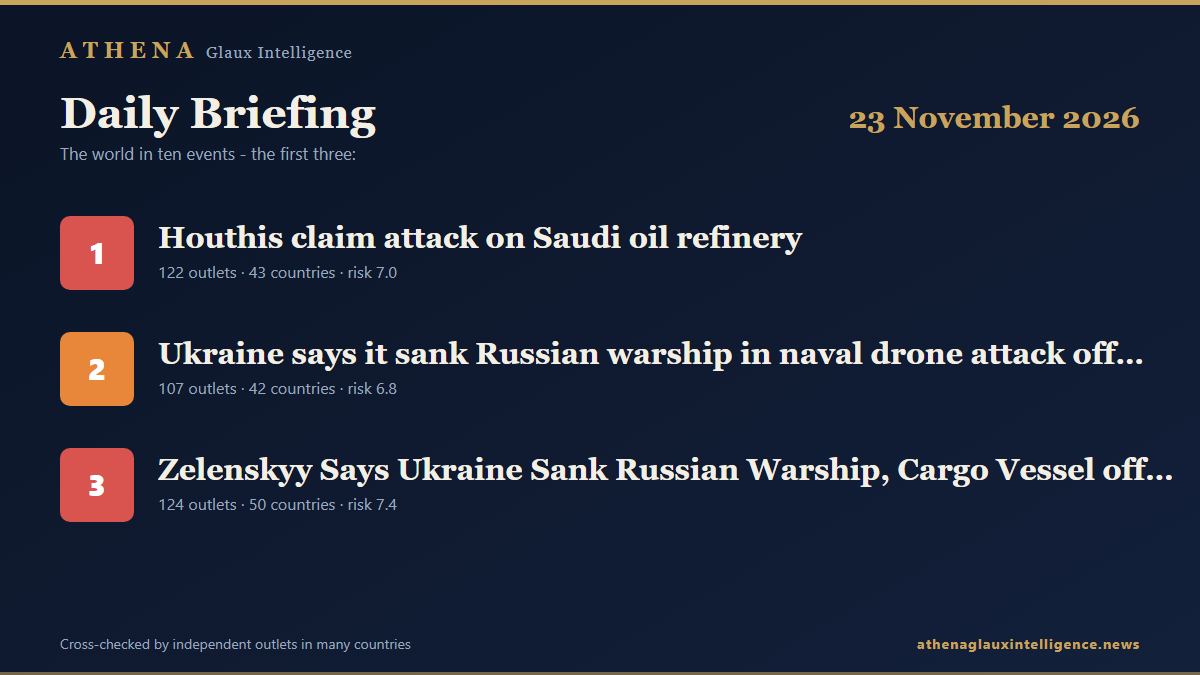 ATHENA Glaux Intelligence
Daily Briefing
23 November 2026
The world in ten events - the first three:
1
Houthis claim attack on Saudi oil refinery
122 outlets · 43 countries · risk 7.0
2
Ukraine says it sank Russian warship in naval drone attack off...
107 outlets · 42 countries · risk 6.8
3
Zelenskyy Says Ukraine Sank Russian Warship, Cargo Vessel off...
124 outlets · 50 countries · risk 7.4
Cross-checked by independent outlets in many countries
athenaglauxintelligence.news